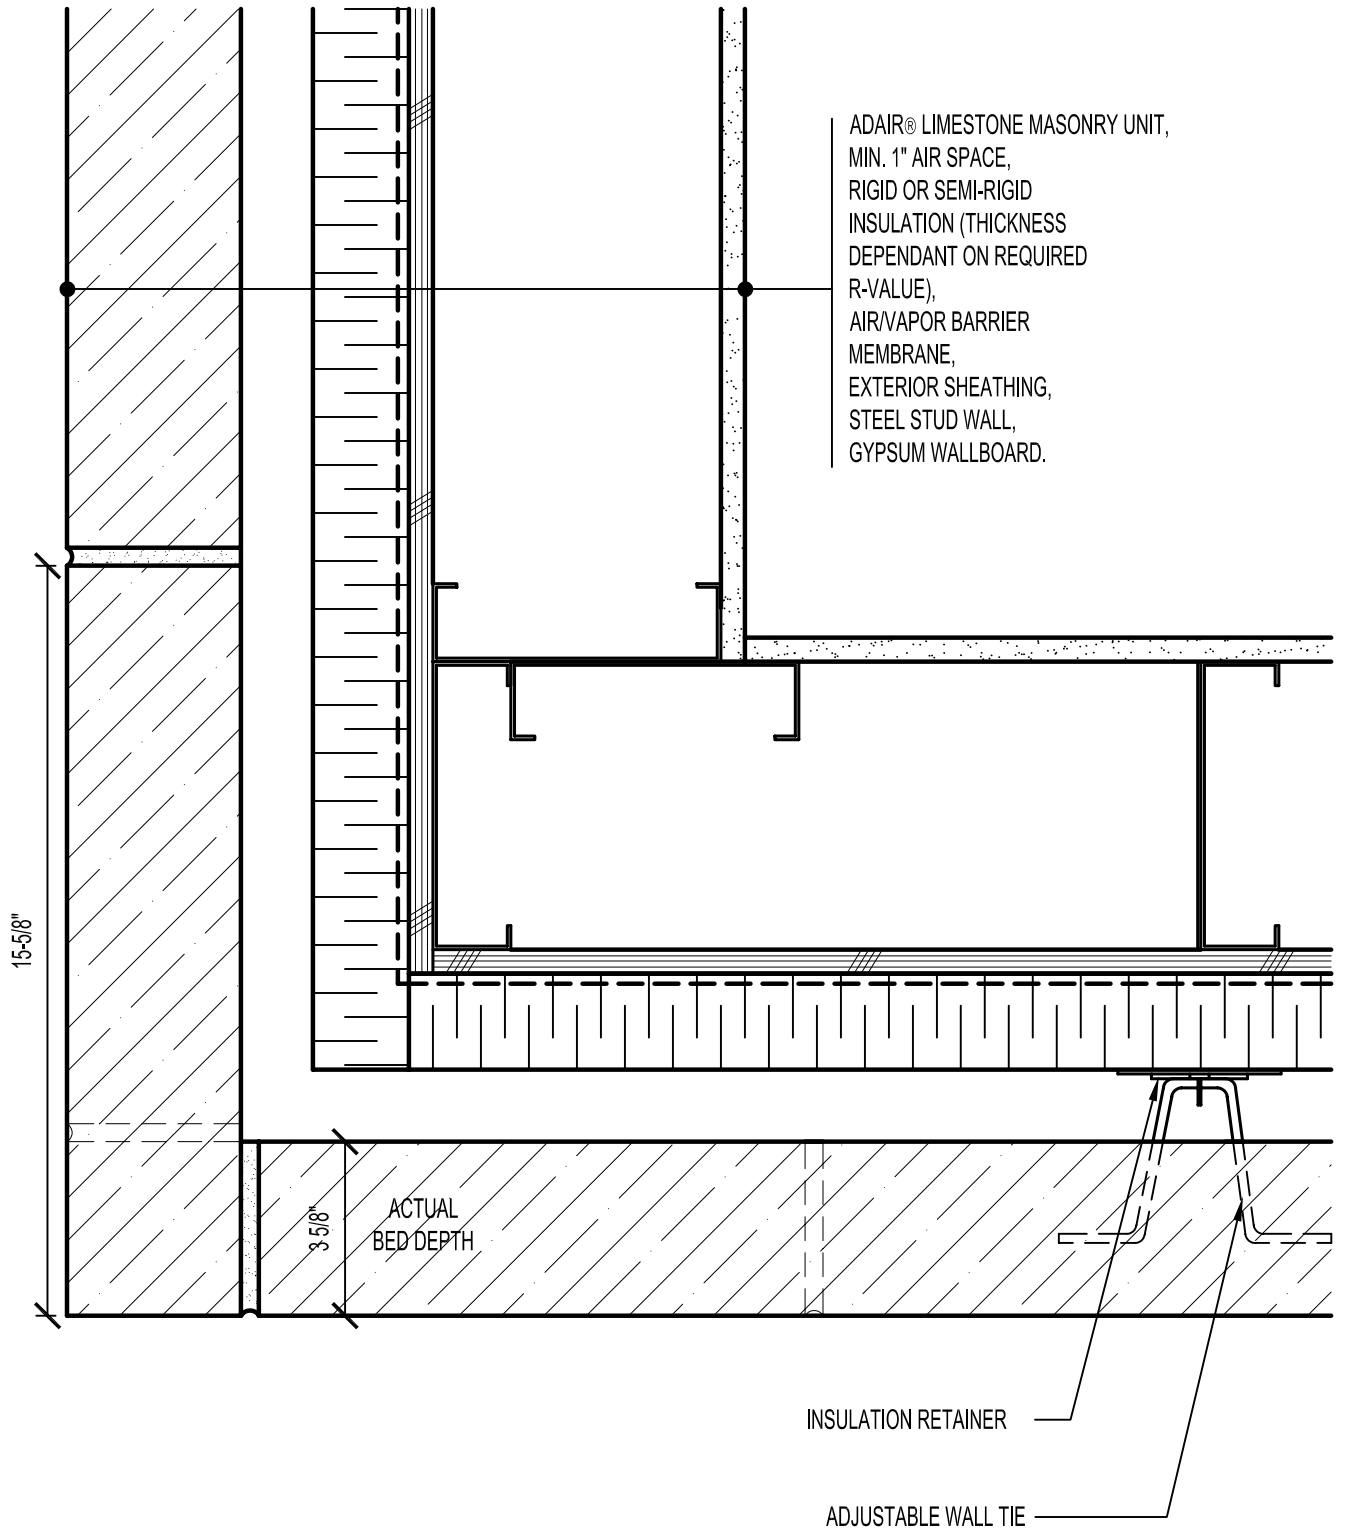 ADAIR® LIMESTONE MASONRY UNIT,
MIN. 1" AIR SPACE,
RIGID OR SEMI-RIGID
INSULATION (THICKNESS
DEPENDANT ON REQUIRED
R-VALUE),
AIR/VAPOR BARRIER
MEMBRANE,
EXTERIOR SHEATHING,
STEEL STUD WALL,
GYPSUM WALLBOARD.
15-5/8"
3 5/8"
ACTUAL
BED DEPTH
INSULATION RETAINER
ADJUSTABLE WALL TIE